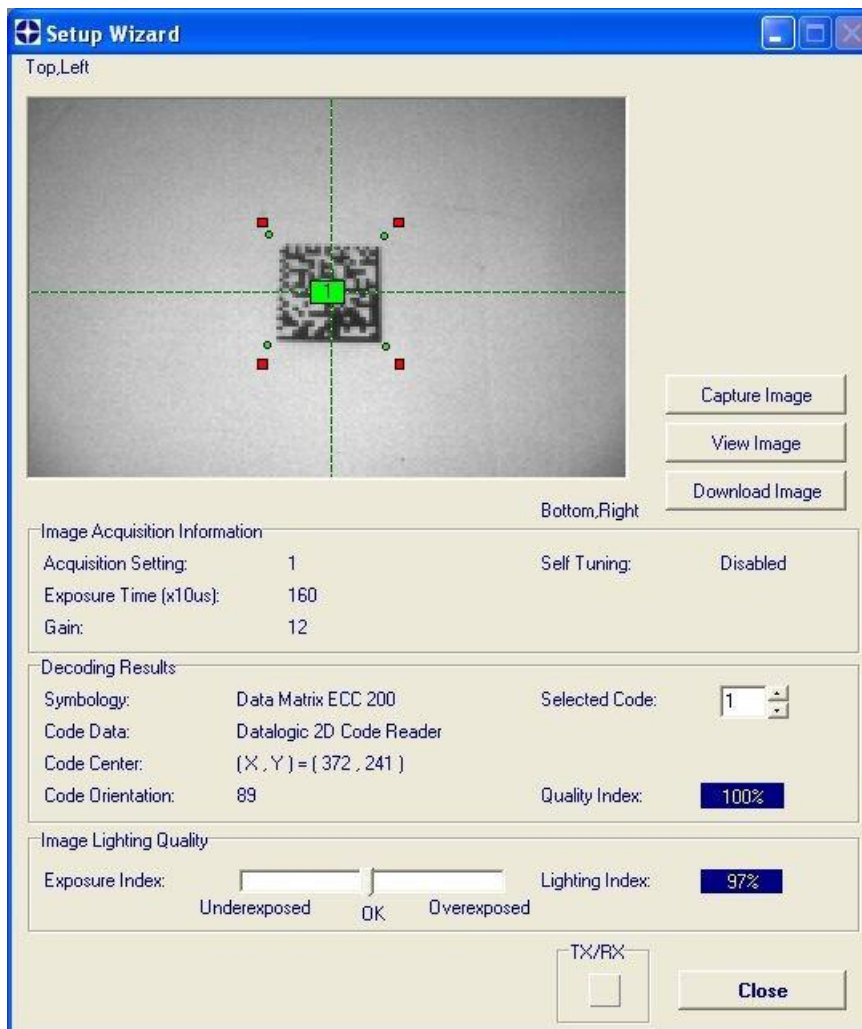 Setup Wizard
Top,Left
1
Capture Image
View Image
Download Image
Bottom,Right
Image Acquisition Information
Acquisition Setting: 1 Self Tuning: Disabled
Exposure Time (x10us): 160
Gain: 12
Decoding Results
Symbology: Data Matrix ECC 200 Selected Code: 1
Code Data: Datalogic 2D Code Reader
Code Center: ( X , Y ) = ( 372 , 241 )
Code Orientation: 89 Quality Index: 100%
Image Lighting Quality
Exposure Index: Lighting Index: 97%
Underexposed OK Overexposed
TX/RX
Close